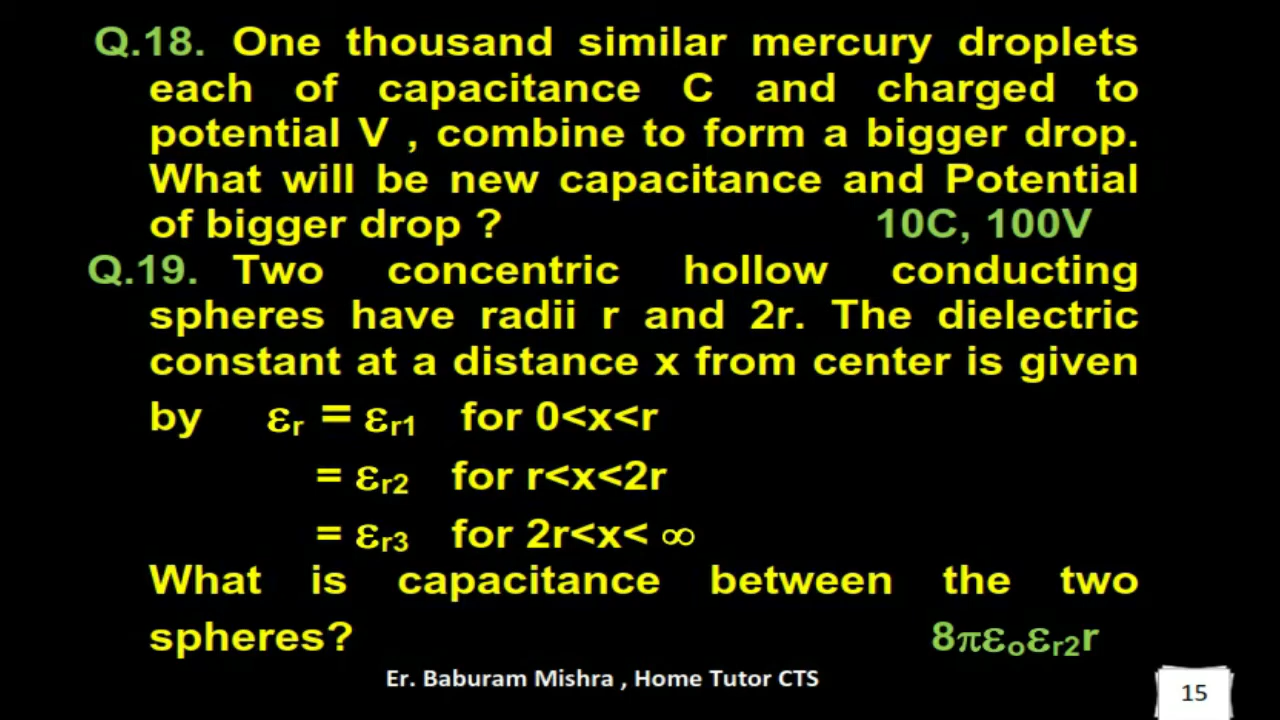 Q.18. One thousand similar mercury droplets
each of capacitance C and charged to
potential V , combine to form a bigger drop.
What will be new capacitance and Potential
of bigger drop ? 10C, 100V
Q.19. Two concentric hollow conducting
spheres have radii r and 2r. The dielectric
constant at a distance x from center is given
by εr = εr1 for 0<x<r
= εr2 for r<x<2r
= εr3 for 2r<x< ∞
What is capacitance between the two
spheres? 8πεoεr2r
Er. Baburam Mishra , Home Tutor CTS
15